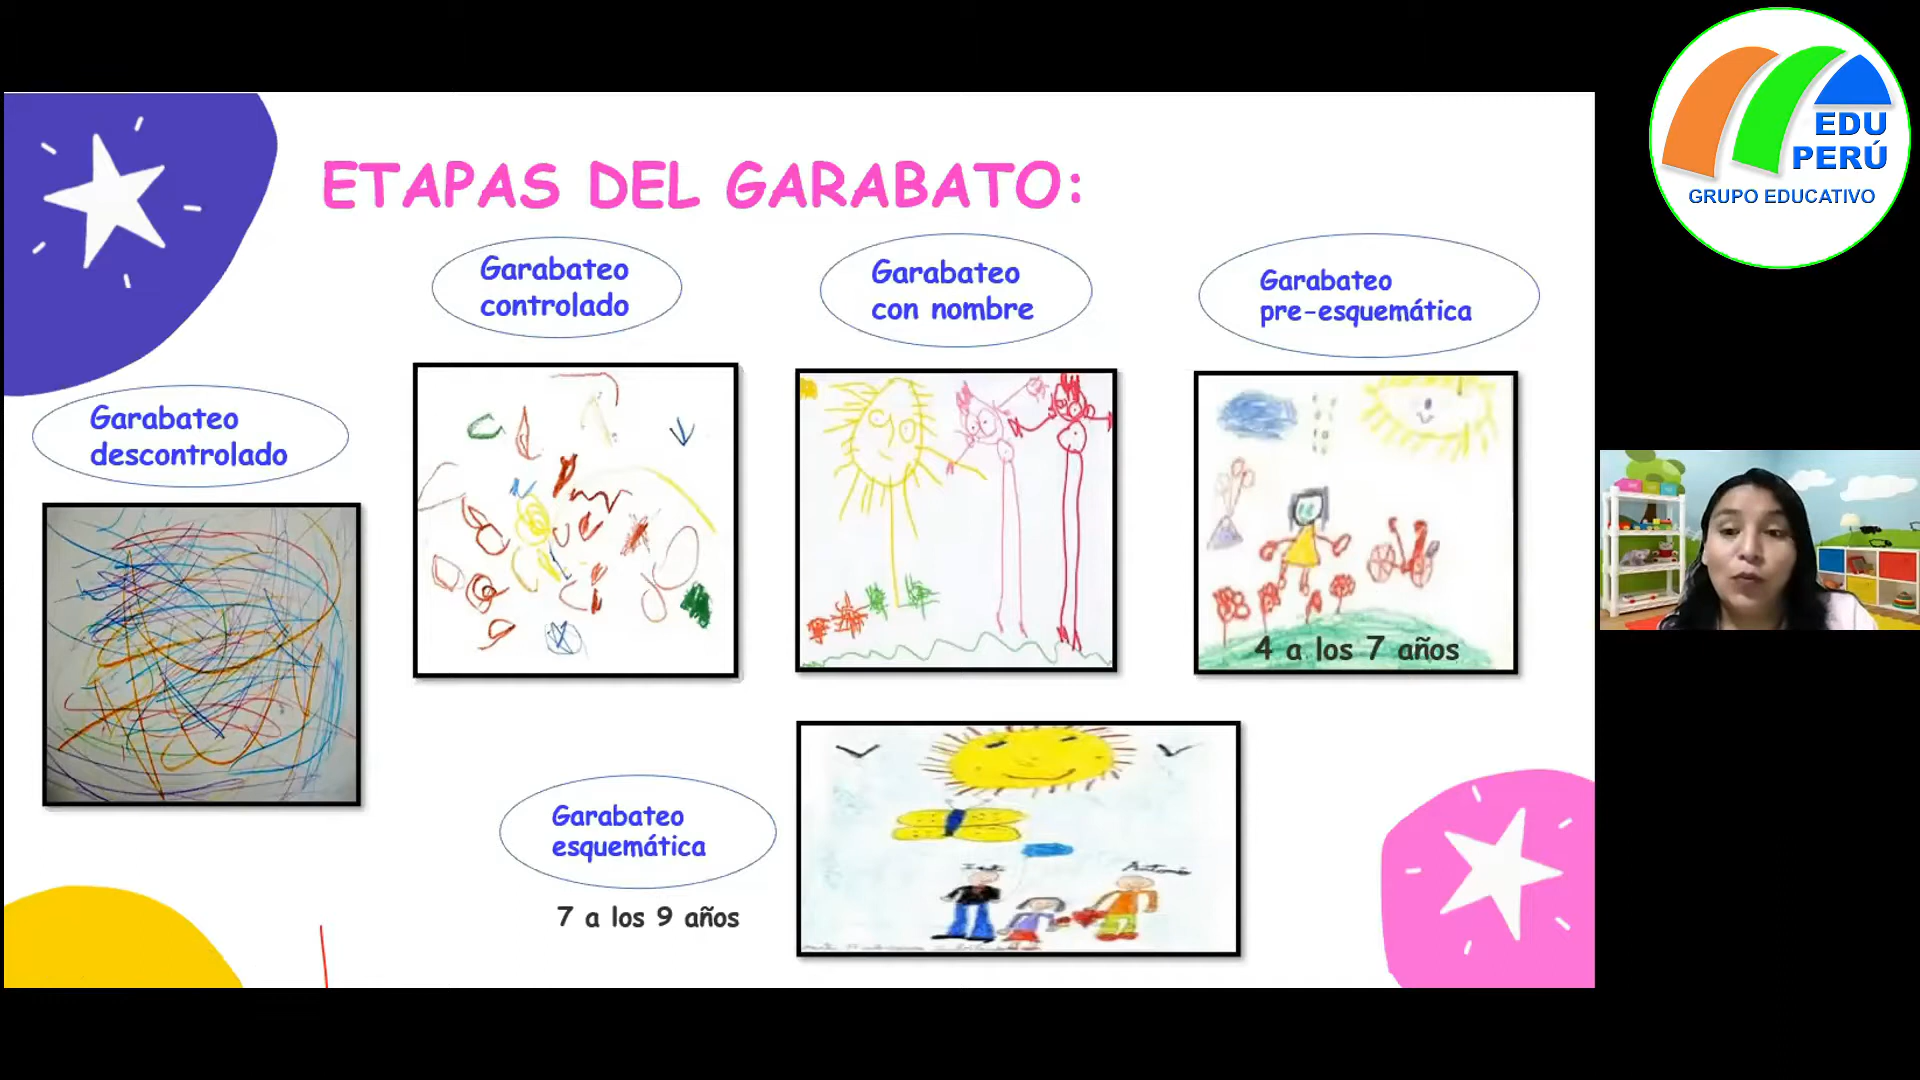 ETAPAS DEL GARABATO:
Garabateo
descontrolado
Garabateo
controlado
Garabateo
con nombre
Garabateo
pre-esquemática
4 a los 7 años
Garabateo
esquemática
7 a los 9 años
Antonio
EDU
PERÚ
GRUPO EDUCATIVO